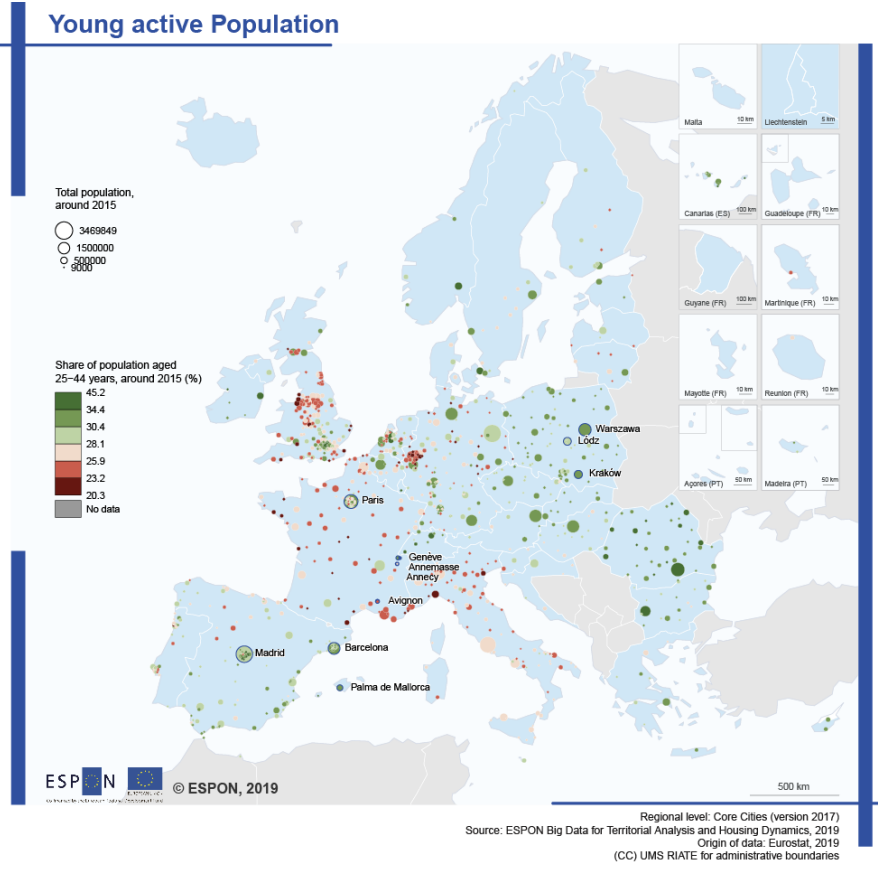 Young active Population
Malta
10 km
Liechtenstein
5 km
Canarias (ES)
100 km
Guadeloupe (FR)
10 km
Guyane (FR)
100 km
Martinique (FR)
10 km
Mayotte (FR)
10 km
Reunion (FR)
10 km
Açores (PT)
50 km
Madeira (PT)
50 km
Total population,
around 2015
3469849
1500000
500000
9000
Share of population aged
25–44 years, around 2015 (%)
45.2
34.4
30.4
28.1
25.9
23.2
20.3
No data
Warszawa
Lódz
Kraków
Paris
Genève
Annemasse
Annecy
Avignon
Madrid
Barcelona
Palma de Mallorca
ESPON
© ESPON, 2019
500 km
Regional level: Core Cities (version 2017)
Source: ESPON Big Data for Territorial Analysis and Housing Dynamics, 2019
Origin of data: Eurostat, 2019
(CC) UMS RIATE for administrative boundaries